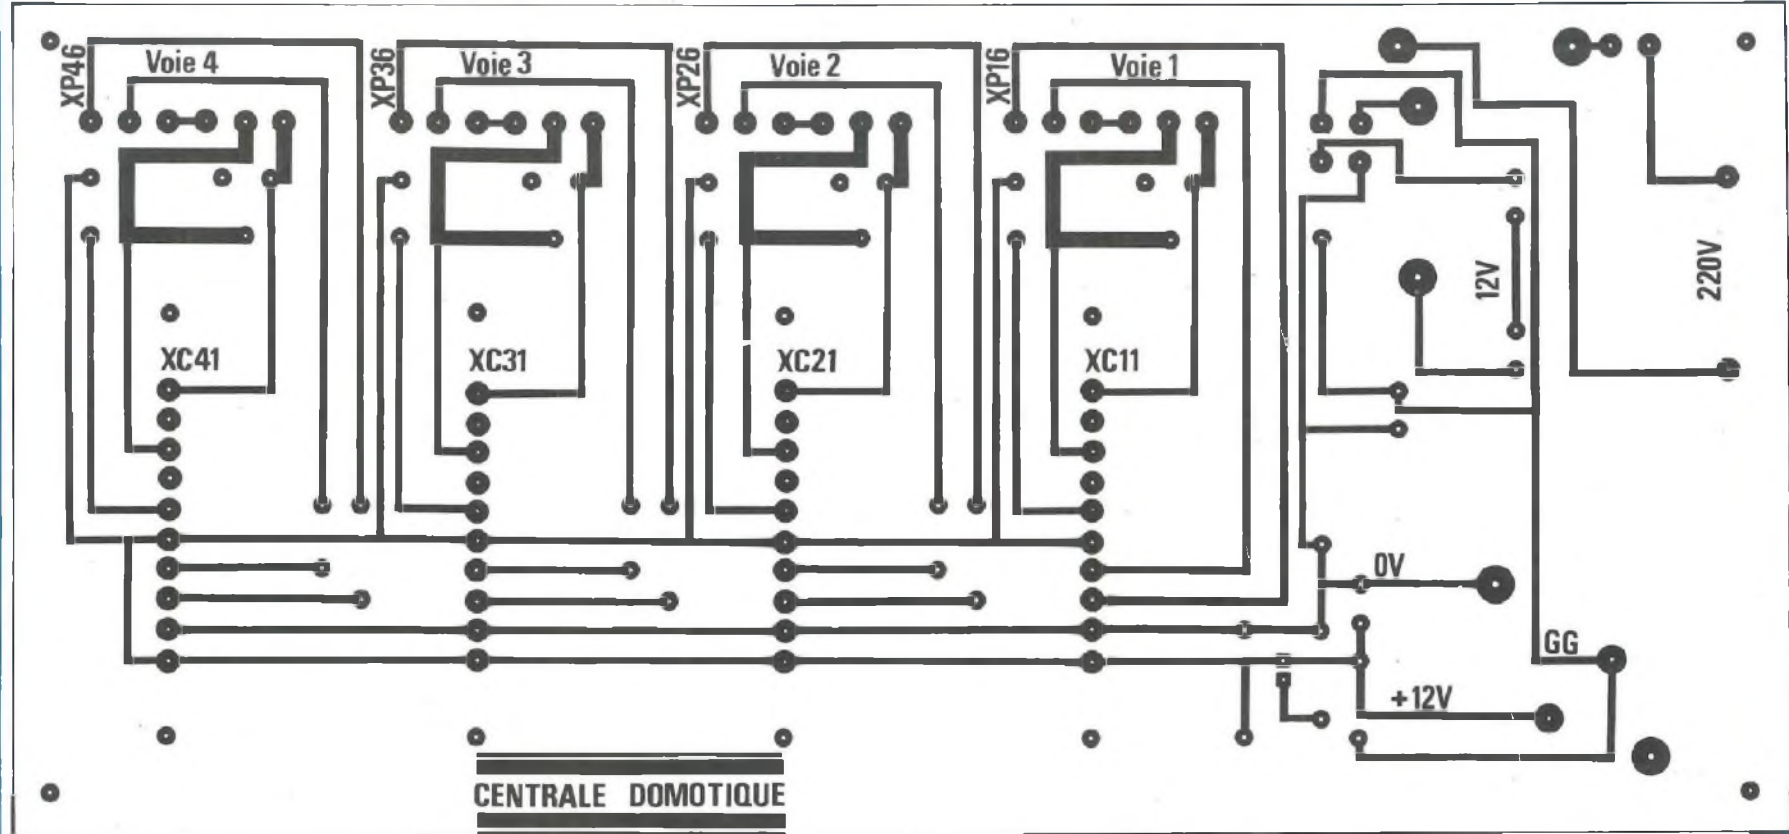 XP46
Voie 4
XP36
Voie 3
XP26
Voie 2
XP16
Voie 1
12V
220V
XC41
XC31
XC21
XC11
0V
GG
+12V
CENTRALE DOMOTIQUE